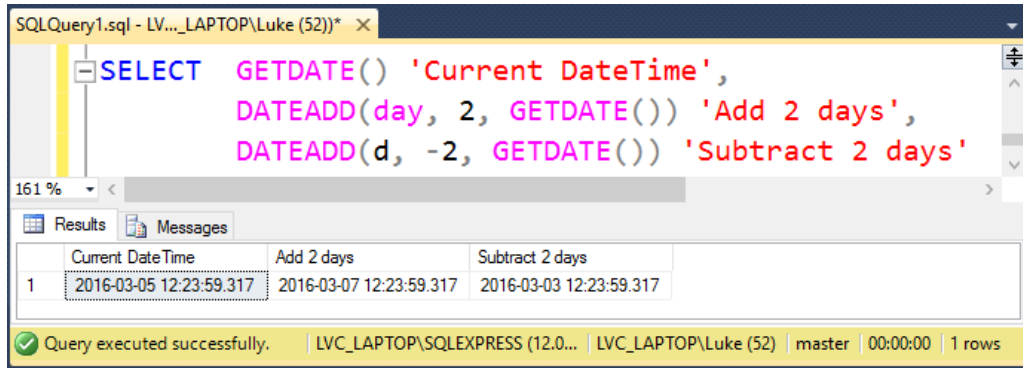 SQLQuery1.sql - LV..._LAPTOP\Luke (52))*
SELECT GETDATE() 'Current DateTime',
DATEADD(day, 2, GETDATE()) 'Add 2 days',
DATEADD(d, -2, GETDATE()) 'Subtract 2 days'
161 %
Results Messages
Current DateTime Add 2 days Subtract 2 days
1 2016-03-05 12:23:59.317 2016-03-07 12:23:59.317 2016-03-03 12:23:59.317
Query executed successfully. LVC_LAPTOP\SQLEXPRESS (12.0... LVC_LAPTOP\Luke (52) master 00:00:00 1 rows